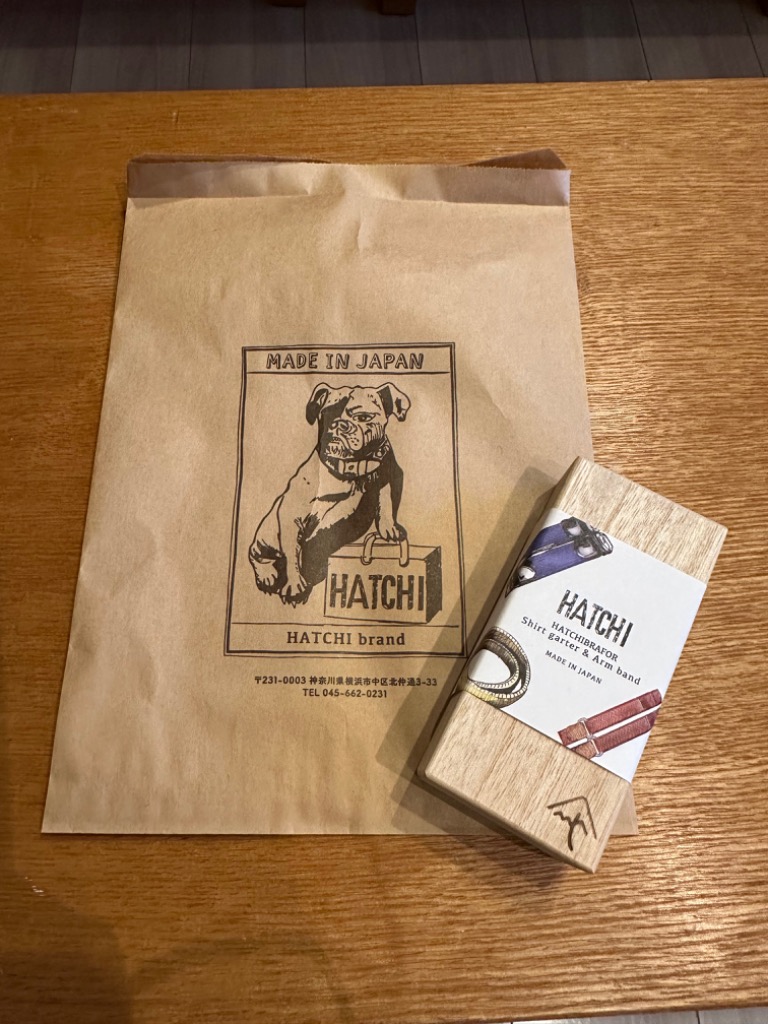 MADE IN JAPAN
HATCHI
HATCHI brand
〒231-0003 神奈川県横浜市中区北仲通3-33
TEL 045-662-0231
HATCHI
HATCHIBRAFOR
Shirt garter & Arm band
MADE IN JAPAN